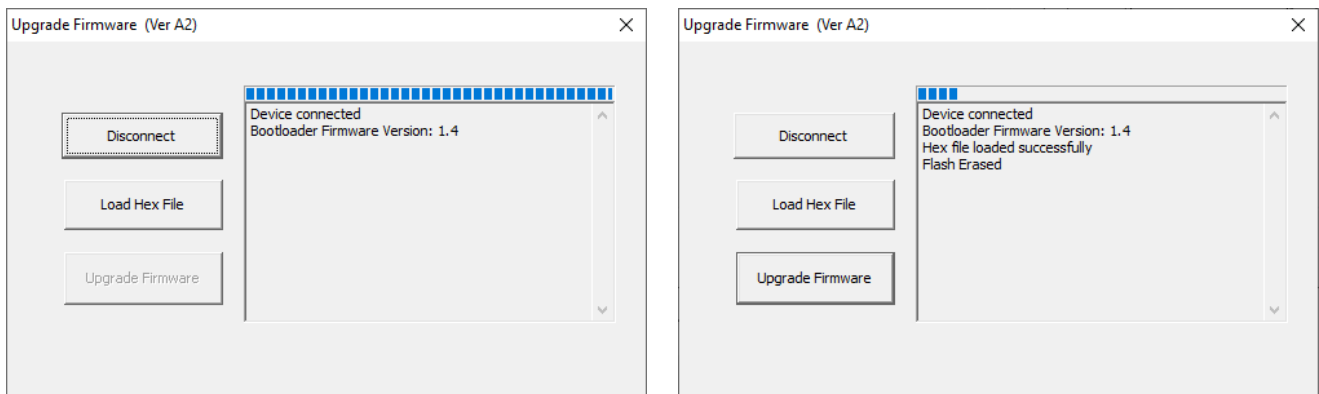 Upgrade Firmware (Ver A2)
Device connected
Bootloader Firmware Version: 1.4
Disconnect
Load Hex File
Upgrade Firmware
Upgrade Firmware (Ver A2)
Device connected
Bootloader Firmware Version: 1.4
Hex file loaded successfully
Flash Erased
Disconnect
Load Hex File
Upgrade Firmware